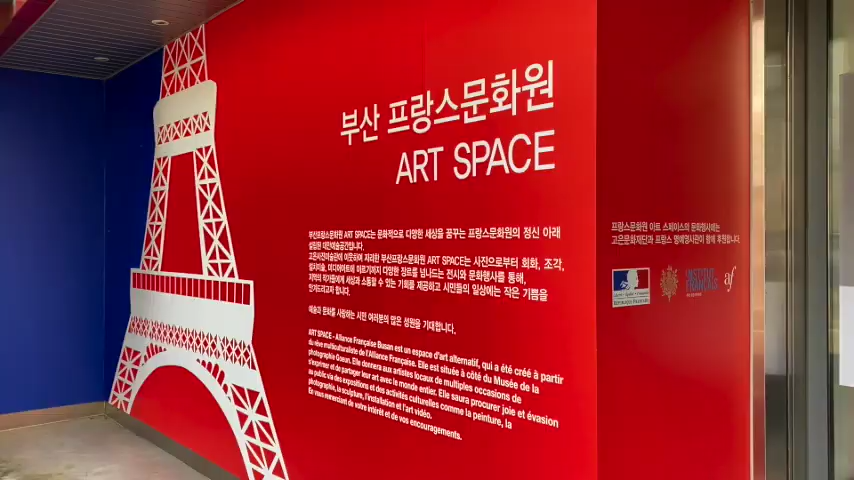 부산 프랑스문화원
ART SPACE
부산프랑스문화원 ART SPACE는 문화적으로 다양한 세상을 꿈꾸는 프랑스문화원의 정신 아래
설립된 대안예술공간입니다.
고은사진미술관에 이웃하여 자리한 부산프랑스문화원 ART SPACE는 사진으로부터 회화, 조각,
설치미술, 미디어아트에 이르기까지 다양한 장르를 넘나드는 전시와 문화행사를 통해,
지역의 작가들에게 세상과 소통할 수 있는 기회를 제공하고 시민들의 일상에는 작은 기쁨을
안겨드리고자 합니다.
예술과 문화를 사랑하는 시민 여러분의 많은 성원을 기대합니다.
ART SPACE - Alliance Française Busan est un espace d'art alternatif, qui a été créé à partir
du rêve multiculturaliste de l'Alliance Française. Elle est située à côté du Musée de la
photographie Goeun. Elle donnera aux artistes locaux de multiples occasions de
s'exprimer et de partager leur art avec le monde entier. Elle saura procurer joie et évasion
au public via des expositions et des activités culturelles comme la peinture, la
photographie, la sculpture, l'installation et l'art vidéo.
En vous remerciant de votre intérêt et de vos encouragements.
프랑스문화원 아트 스페이스의 문화행사에는
고은문화재단과 프랑스 명예영사관이 함께 후원합니다.
INSTITUT
FRANÇAIS
af
RÉPUBLIQUE FRANÇAISE